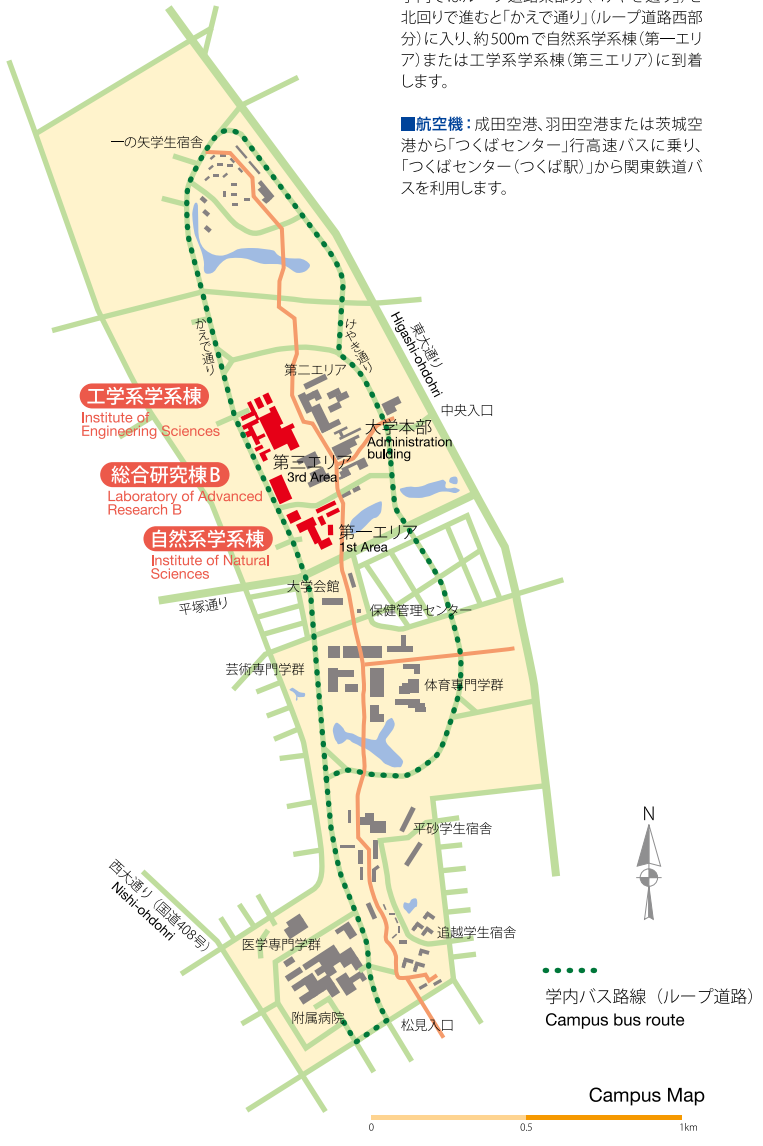 北回りで進むと「かえで通り」(ループ道路西部
分)に入り、約500mで自然系学系棟(第一エリ
ア)または工学系学系棟(第三エリア)に到着
します。
■航空機：成田空港、羽田空港または茨城空
港から「つくばセンター」行高速バスに乗り、
「つくばセンター(つくば駅)」から関東鉄道バ
スを利用します。
一の矢学生宿舎
かえで通り
けやき通り
東大通り
Higashi-ohdohri
中央入口
第二エリア
工学系学系棟
Institute of
Engineering Sciences
大学本部
Administration
bulding
第三エリア
3rd Area
総合研究棟B
Laboratory of Advanced
Research B
自然系学系棟
Institute of Natural
Sciences
第一エリア
1st Area
大学会館
平塚通り
保健管理センター
芸術専門学群
体育専門学群
平砂学生宿舎
N
西大通り (国道408号)
Nishi-ohdohri
医学専門学群
追越学生宿舎
附属病院
松見入口
学内バス路線 (ループ道路)
Campus bus route
Campus Map
0 0.5 1km